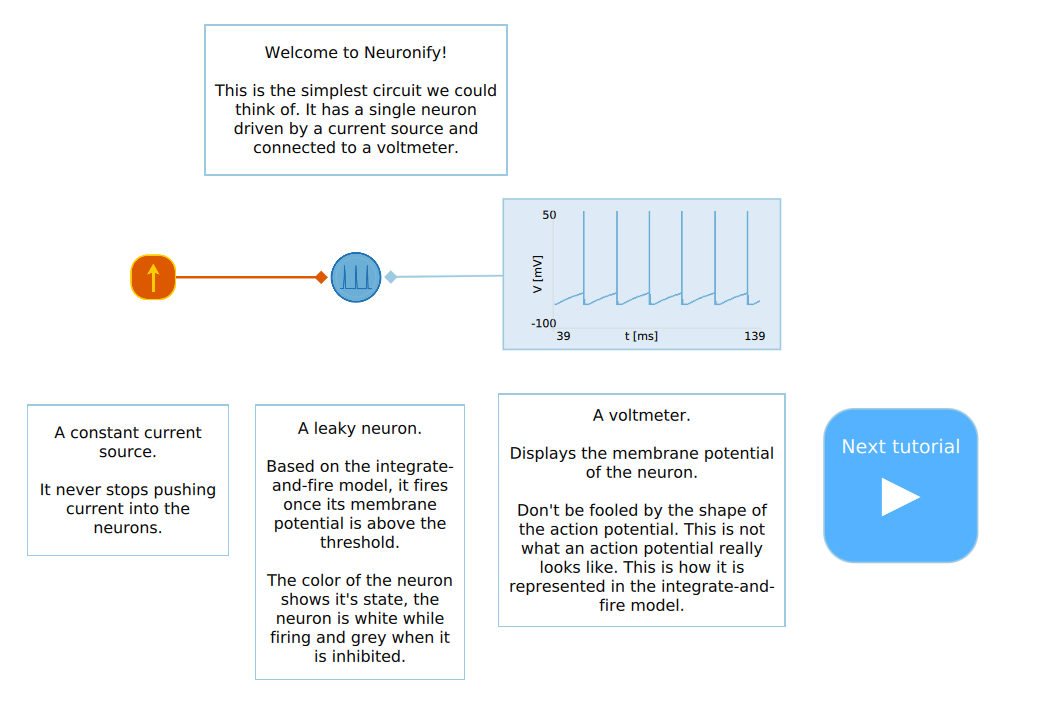 Welcome to Neuronify!
This is the simplest circuit we could
think of. It has a single neuron
driven by a current source and
connected to a voltmeter.
50
V [mV]
-100
39
t [ms]
139
A constant current
source.
It never stops pushing
current into the
neurons.
A leaky neuron.
Based on the integrate-
and-fire model, it fires
once its membrane
potential is above the
threshold.
The color of the neuron
shows it's state, the
neuron is white while
firing and grey when it
is inhibited.
A voltmeter.
Displays the membrane potential
of the neuron.
Don't be fooled by the shape of
the action potential. This is not
what an action potential really
looks like. This is how it is
represented in the integrate-and-
fire model.
Next tutorial